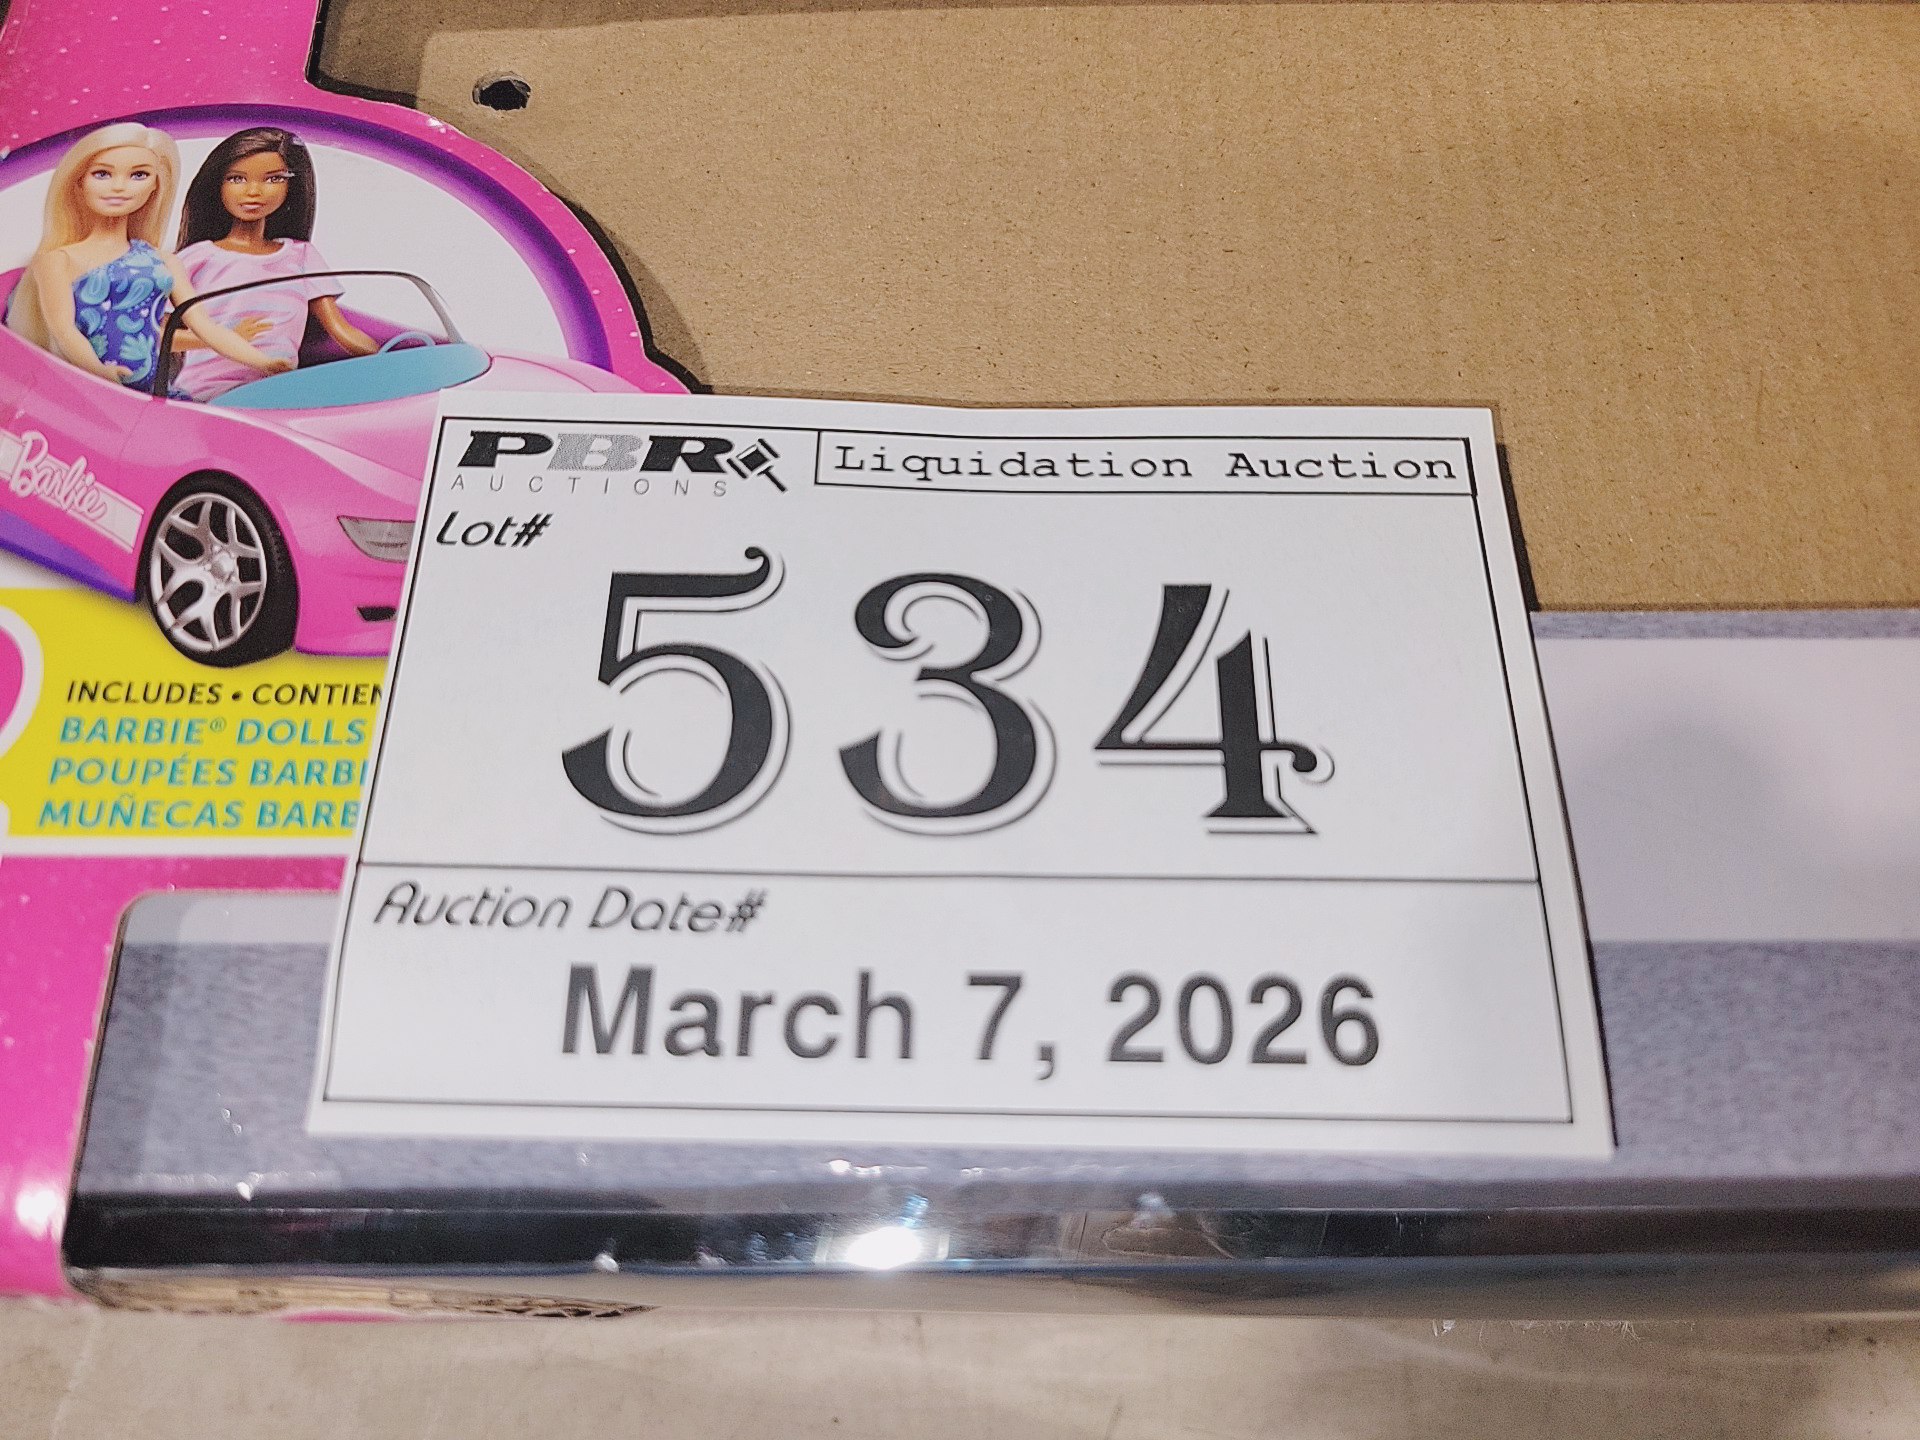 Barbie
INCLUDES • CONTIEN
BARBIE® DOLLS
POUPÉES BARBI
MUÑECAS BARB
PBR
AUCTIONS
Liquidation Auction
Lot#
534
Auction Date#
March 7, 2026